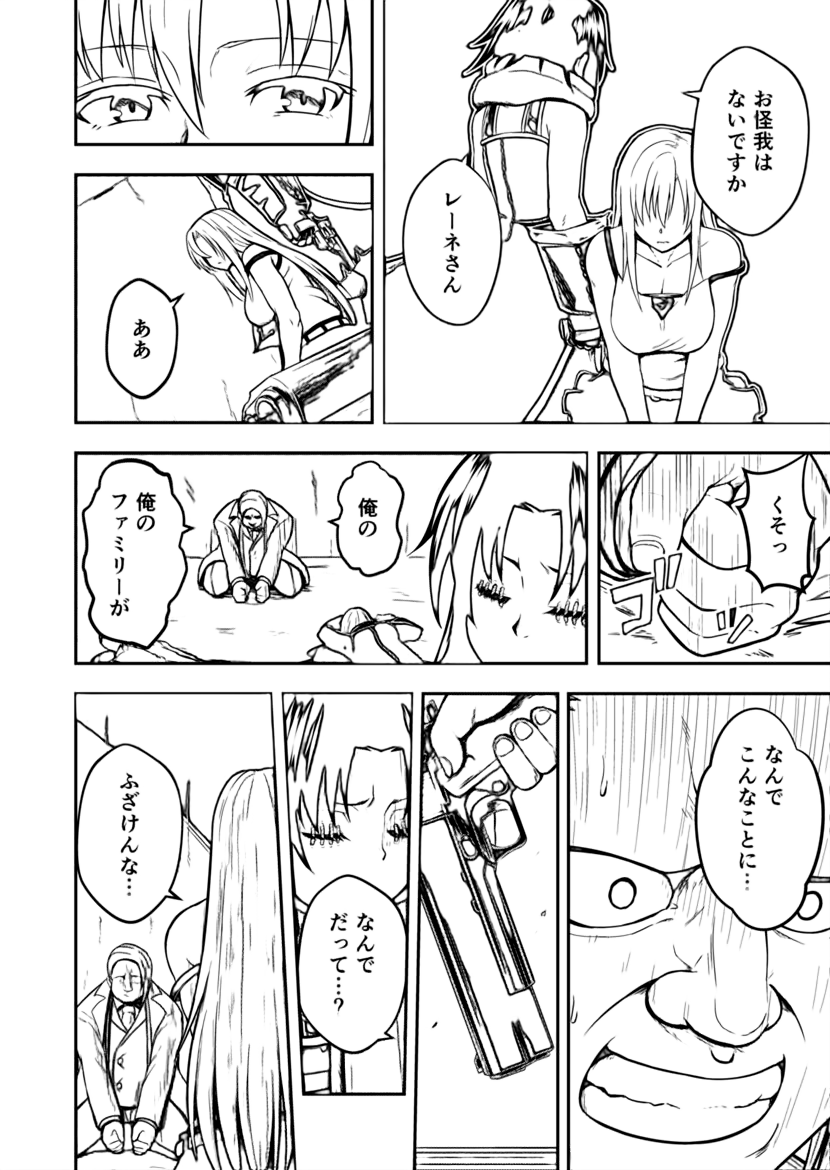 お怪我は
ないですか
レーネさん
ああ
くそっ
ゴッ
俺の
俺の
ファミリーが
なんで
こんなことに…
なんで
だって…?
ふざけんな…